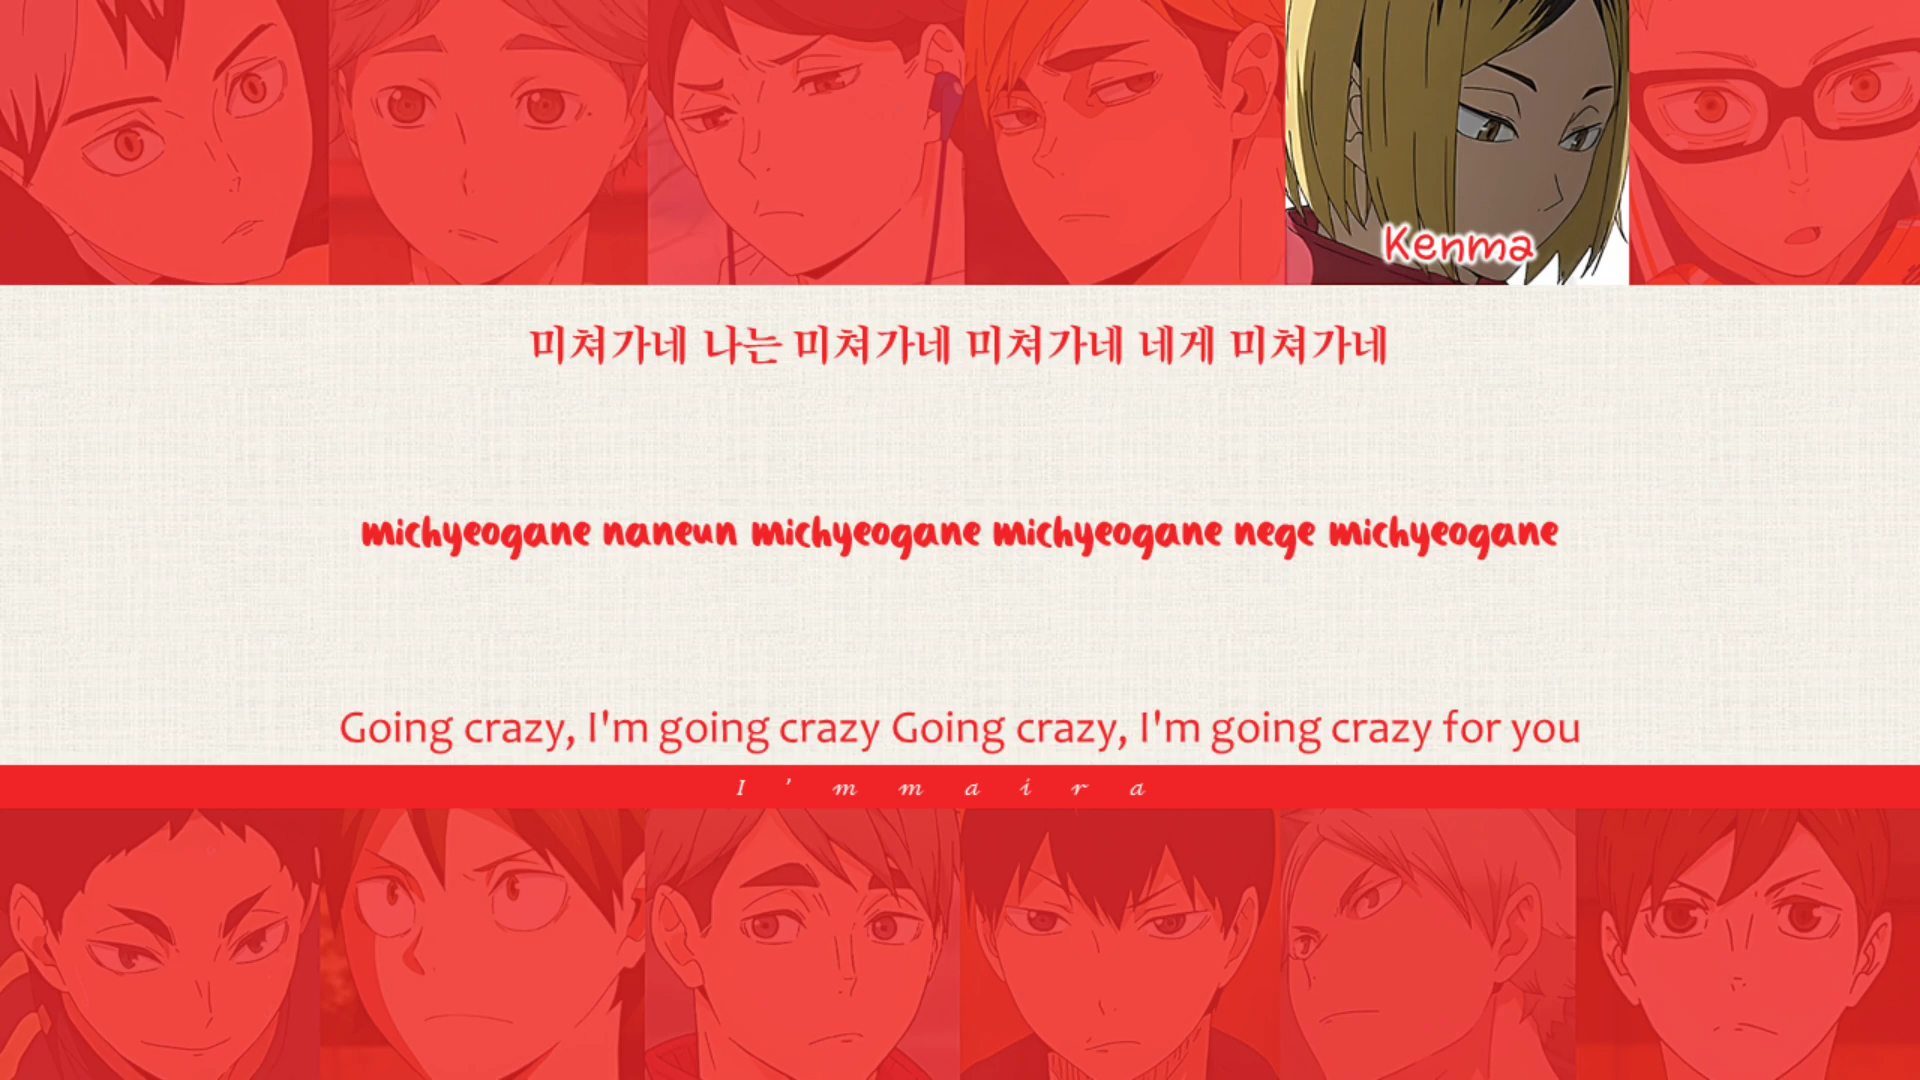 Kenma
미쳐가네 나는 미쳐가네 미쳐가네 네게 미쳐가네
michyeogane naneun michyeogane michyeogane nege michyeogane
Going crazy, I'm going crazy Going crazy, I'm going crazy for you
I'mmaira